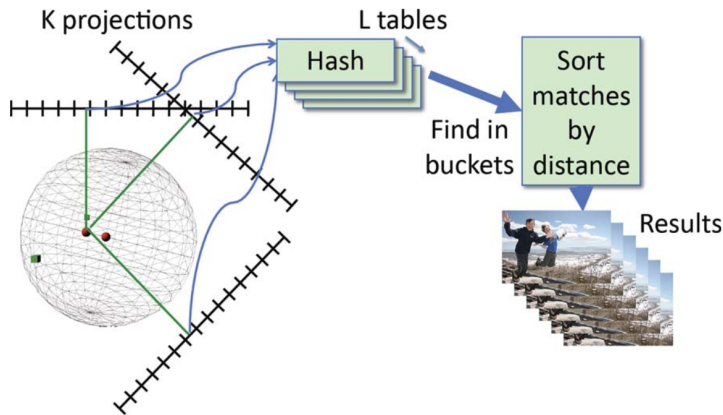 K projections
L tables
Hash
Find in
buckets
Sort
matches
by
distance
Results